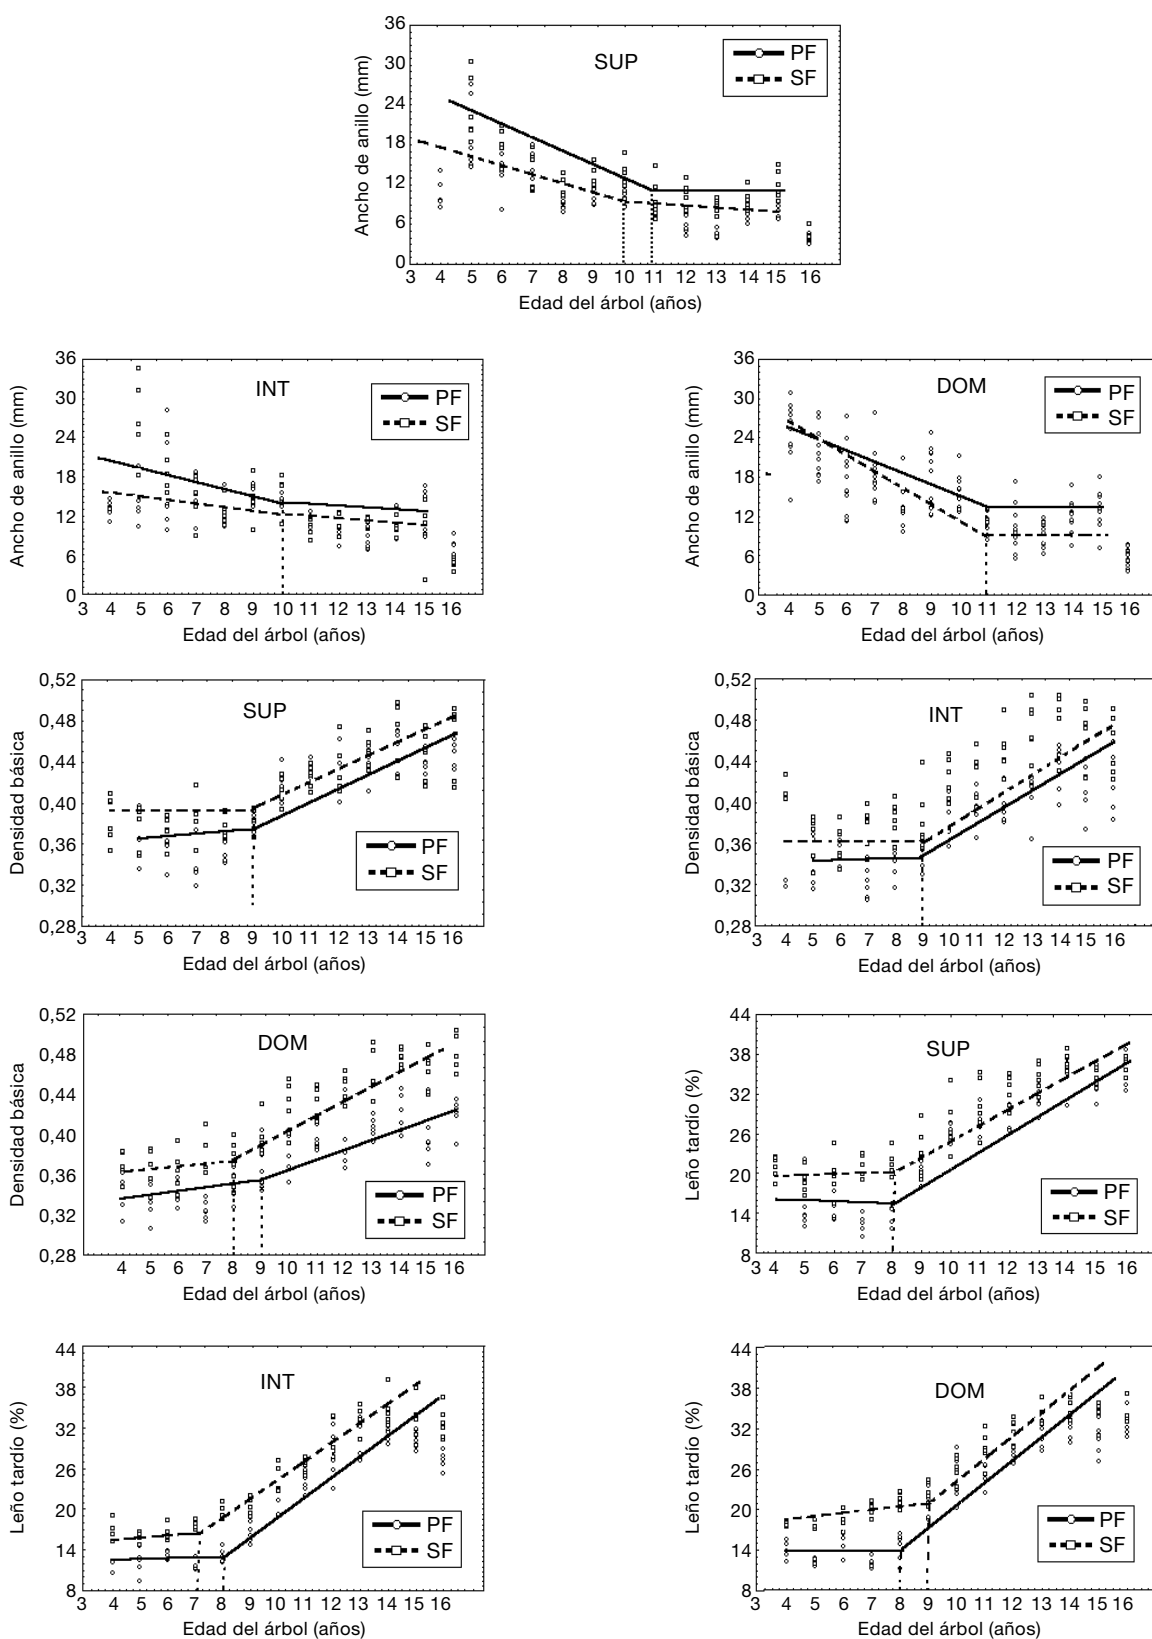 36
30
24
18
12
6
0
Ancho de anillo (mm)
SUP
PF
SF
3 4 5 6 7 8 9 10 11 12 13 14 15 16
Edad del árbol (años)
36
30
24
18
12
6
0
Ancho de anillo (mm)
INT
PF
SF
3 4 5 6 7 8 9 10 11 12 13 14 15 16
Edad del árbol (años)
36
30
24
18
12
6
0
Ancho de anillo (mm)
DOM
PF
SF
3 4 5 6 7 8 9 10 11 12 13 14 15 16
Edad del árbol (años)
0,52
0,48
0,44
0,40
0,36
0,32
0,28
Densidad básica
SUP
PF
SF
3 4 5 6 7 8 9 10 11 12 13 14 15 16
Edad del árbol (años)
0,52
0,48
0,44
0,40
0,36
0,32
0,28
Densidad básica
INT
PF
SF
3 4 5 6 7 8 9 10 11 12 13 14 15 16
Edad del árbol (años)
0,52
0,48
0,44
0,40
0,36
0,32
0,28
Densidad básica
DOM
PF
SF
4 5 6 7 8 9 10 11 12 13 14 15 16
Edad del árbol (años)
44
38
32
26
20
14
8
Leño tardío (%)
SUP
PF
SF
3 4 5 6 7 8 9 10 11 12 13 14 15 16
Edad del árbol (años)
44
38
32
26
20
14
8
Leño tardío (%)
INT
PF
SF
3 4 5 6 7 8 9 10 11 12 13 14 15 16
Edad del árbol (años)
44
38
32
26
20
14
8
Leño tardío (%)
DOM
PF
SF
3 4 5 6 7 8 9 10 11 12 13 14 15 16
Edad del árbol (años)